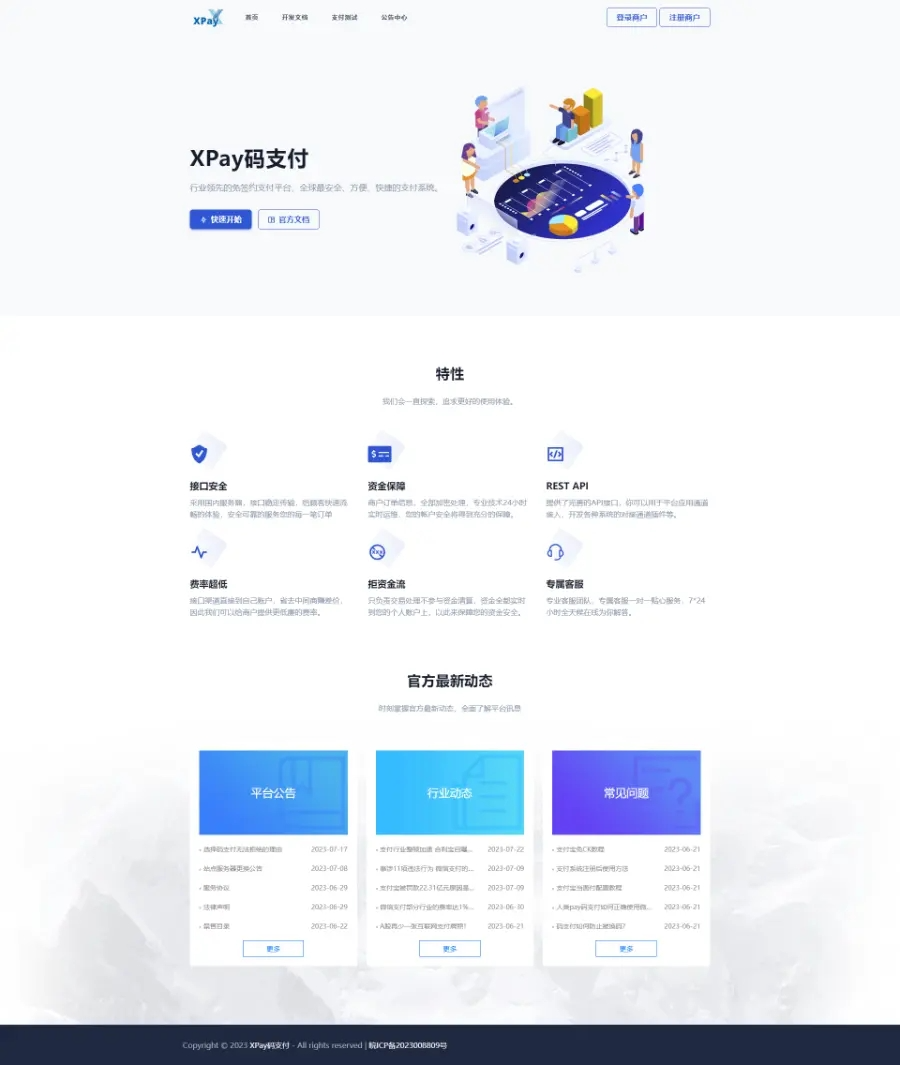 XPay
首页 开发文档 支付测试 公告中心
登录商户 注册商户
XPay码支付
行业领先的免签约支付平台、全球最安全、方便、快捷的支付系统。
快速开始 官方文档
特性
我们会一直探索、追求更好的使用体验。
接口安全
采用国内服务器，接口稳定传输，给顾客快速流
畅的体验，安全可靠的服务您的每一笔订单
资金保障
商户订单信息，全部加密处理，专业技术24小时
实时运维，您的帐户安全将得到充分的保障。
REST API
提供了完善的API接口，你可以用于平台应用通道
接入、开发各种系统的对接通道插件等。
费率超低
接口渠道直接到自己账户，省去中间商赚差价，
因此我们可以给商户提供更低廉的费率。
拒资金流
只负责交易处理不参与资金清算，资金全部实时
到您的个人账户上，以此来保障您的资金安全。
专属客服
专业客服团队，专属客服一对一贴心服务，7*24
小时全天候在线为你解答。
官方最新动态
时刻掌握官方最新动态，全面了解平台讯息
平台公告
选择码支付无法拒绝的理由 2023-07-17
站点服务器更换公告 2023-07-08
服务协议 2023-06-29
法律声明 2023-06-29
禁售目录 2023-06-22
更多
行业动态
支付行业整顿加速 2023-07-22
暴涉11项违法行为 微信支付的... 2023-07-09
支付宝被罚款22.31亿元原因是... 2023-07-09
微信支付部分行业的费率达1%... 2023-06-30
A股再少一张互联网支付牌照！ 2023-06-21
更多
常见问题
支付宝免CK教程 2023-06-21
支付系统注册后使用方法 2023-06-21
支付宝当面付配置教程 2023-06-21
pay码支付如何正确使用微... 2023-06-21
码支付如何防止被骗码？ 2023-06-21
更多
Copyright © 2023 XPay码支付 - All rights reserved | 皖ICP备2023008809号